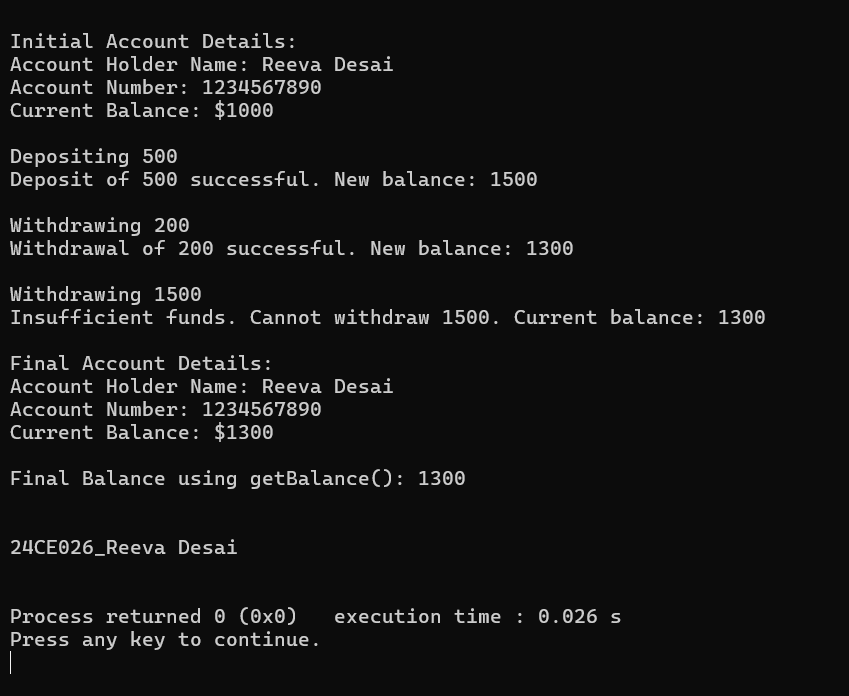 Initial Account Details:
Account Holder Name: Reeva Desai
Account Number: 1234567890
Current Balance: $1000
Depositing 500
Deposit of 500 successful. New balance: 1500
Withdrawing 200
Withdrawal of 200 successful. New balance: 1300
Withdrawing 1500
Insufficient funds. Cannot withdraw 1500. Current balance: 1300
Final Account Details:
Account Holder Name: Reeva Desai
Account Number: 1234567890
Current Balance: $1300
Final Balance using getBalance(): 1300
24CE026_Reeva Desai
Process returned 0 (0x0)   execution time : 0.026 s
Press any key to continue.